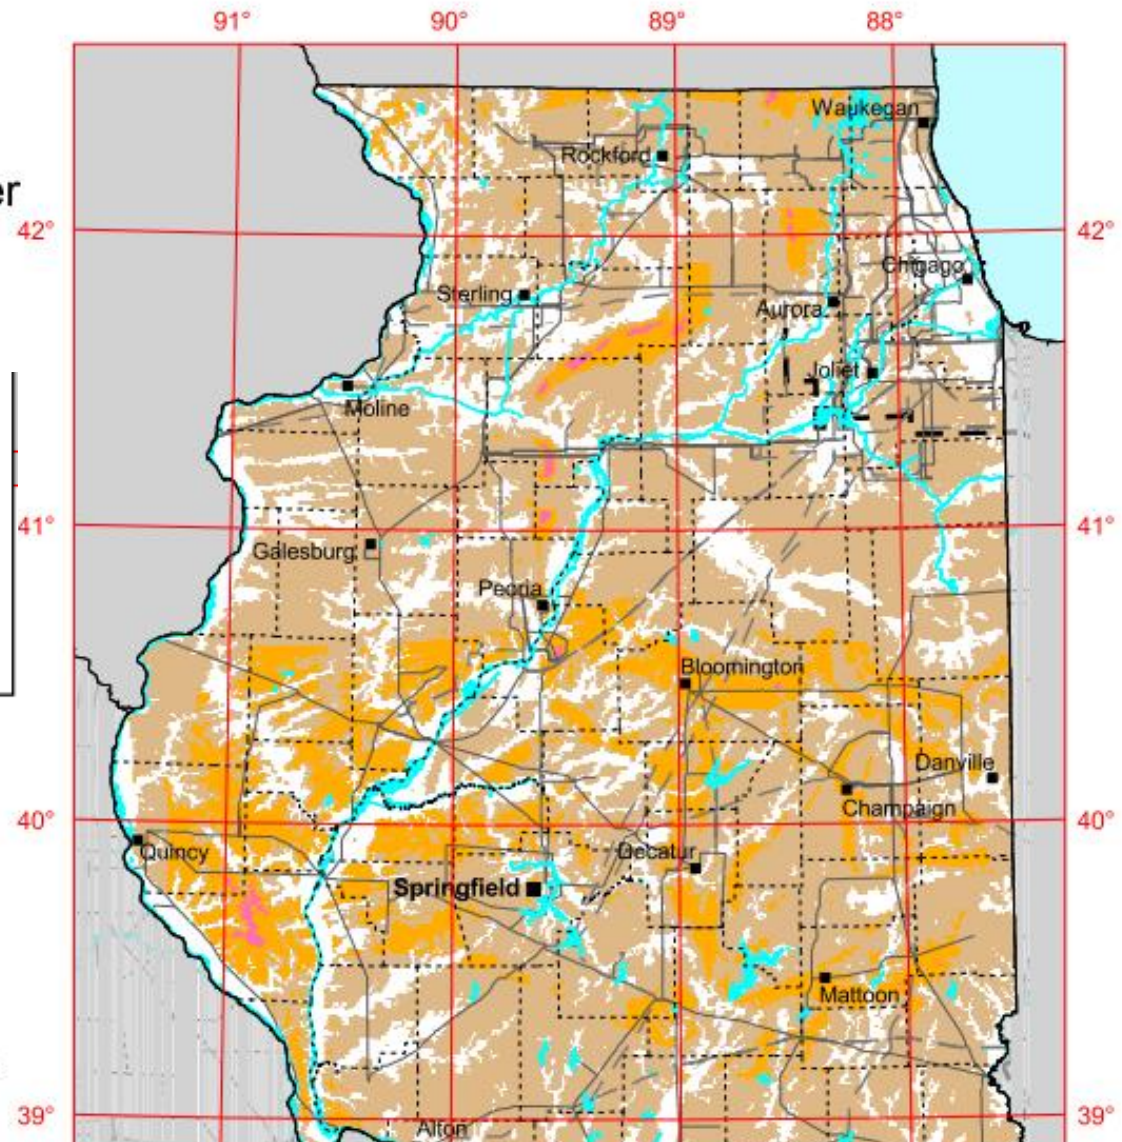 91° 90° 89° 88°
Waukegan
Rockford
er
42° 42°
Chicago
Sterling
Aurora
Joliet
Moline
41° 41°
Galesburg
Peoria
Bloomington
Danville
Champaign
40° 40°
Quincy
Decatur
Springfield
Mattoon
39° 39°
Alton